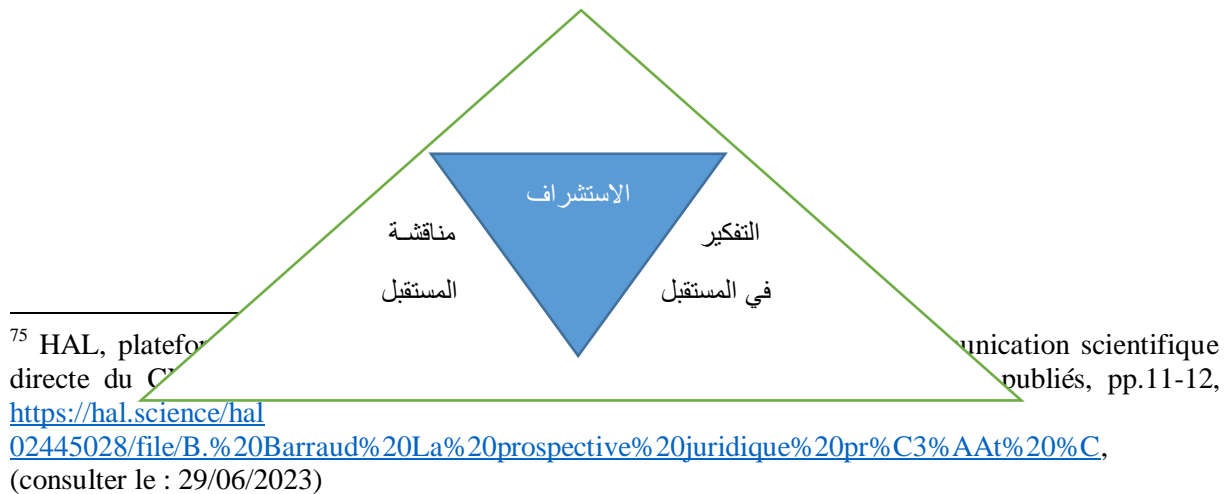 الاستشراف
التفكير
في المستقبل
مناقشة
المستقبل
75 HAL, platefo unication scientifique
directe du C publiés, pp.11-12,
https://hal.science/hal
02445028/file/B.%20Barraud%20La%20prospective%20juridique%20pr%C3%AAt%20%C,
(consulter le : 29/06/2023)